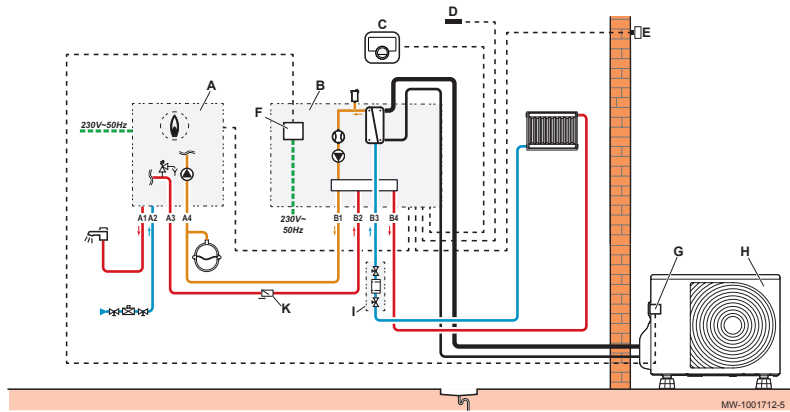 C
D
E
A
B
F
230V~50Hz
230V~
50Hz
A1 A2 A3 A4
B1 B2 B3 B4
K
I
G
H
MW-1001712-5